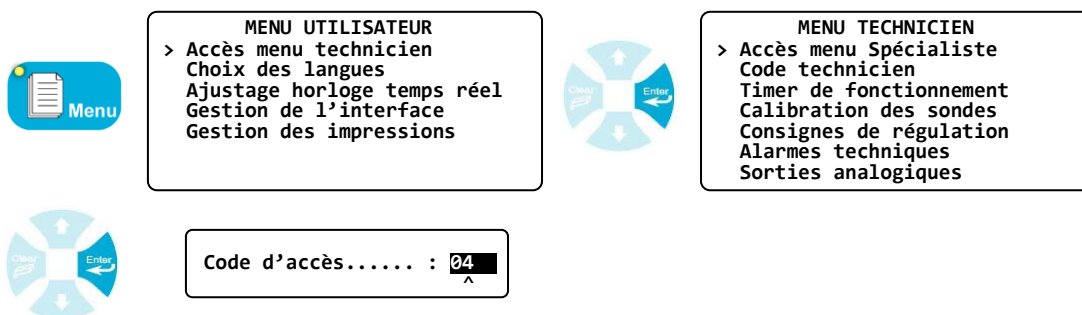 Menu
MENU UTILISATEUR
> Accès menu technicien
Choix des langues
Ajustage horloge temps réel
Gestion de l’interface
Gestion des impressions
Clear
Enter
MENU TECHNICIEN
> Accès menu Spécialiste
Code technicien
Timer de fonctionnement
Calibration des sondes
Consignes de régulation
Alarmes techniques
Sorties analogiques
Clear
Enter
Code d’accès...... : 04
^